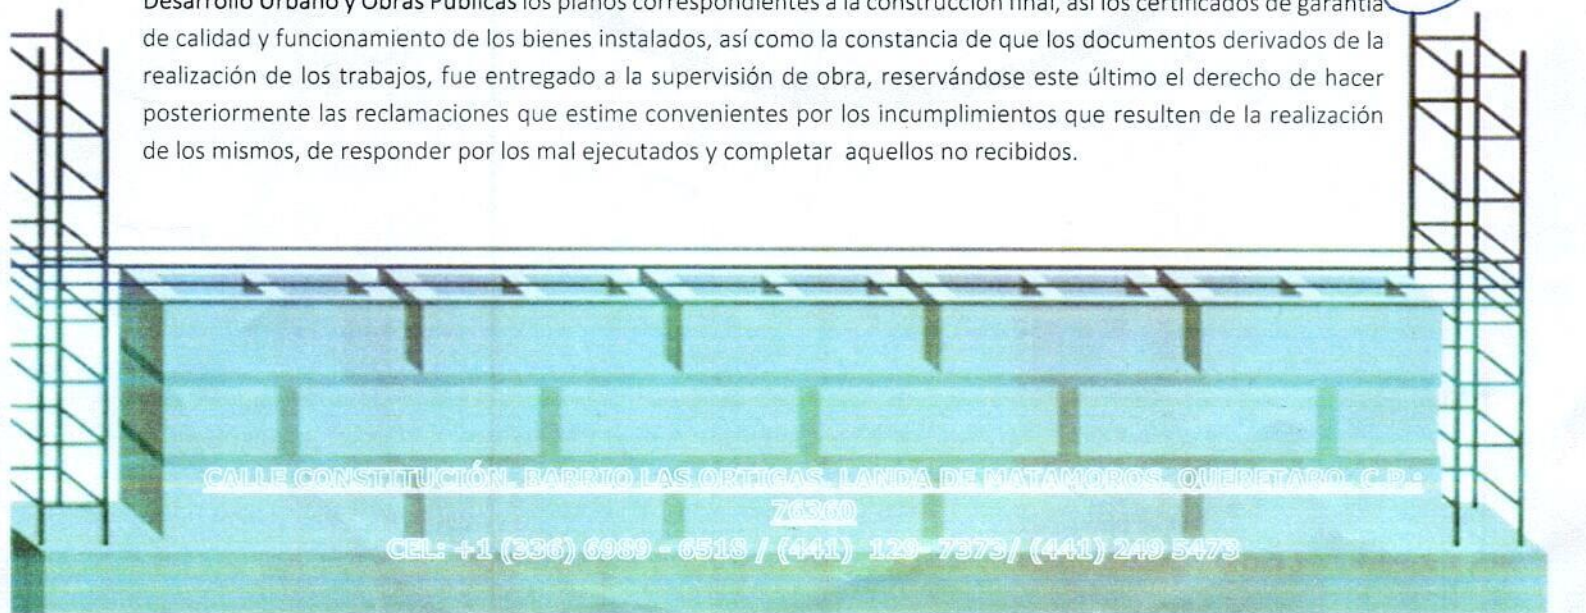 Desarrollo Urbano y Obras Públicas los planos correspondientes a la construcción final, así los certificados de garantía
de calidad y funcionamiento de los bienes instalados, así como la constancia de que los documentos derivados de la
realización de los trabajos, fue entregado a la supervisión de obra, reservándose este último el derecho de hacer
posteriormente las reclamaciones que estime convenientes por los incumplimientos que resulten de la realización
de los mismos, de responder por los mal ejecutados y completar aquellos no recibidos.
CALLE CONSTITUCIÓN, BARRIO LAS ORTIGAS, LANDA DE MATAMOROS, QUERETARO, C.P.:
76360
CEL: +1 (336) 6989 - 6518 / (441) 129- 7373/ (441) 249 5473